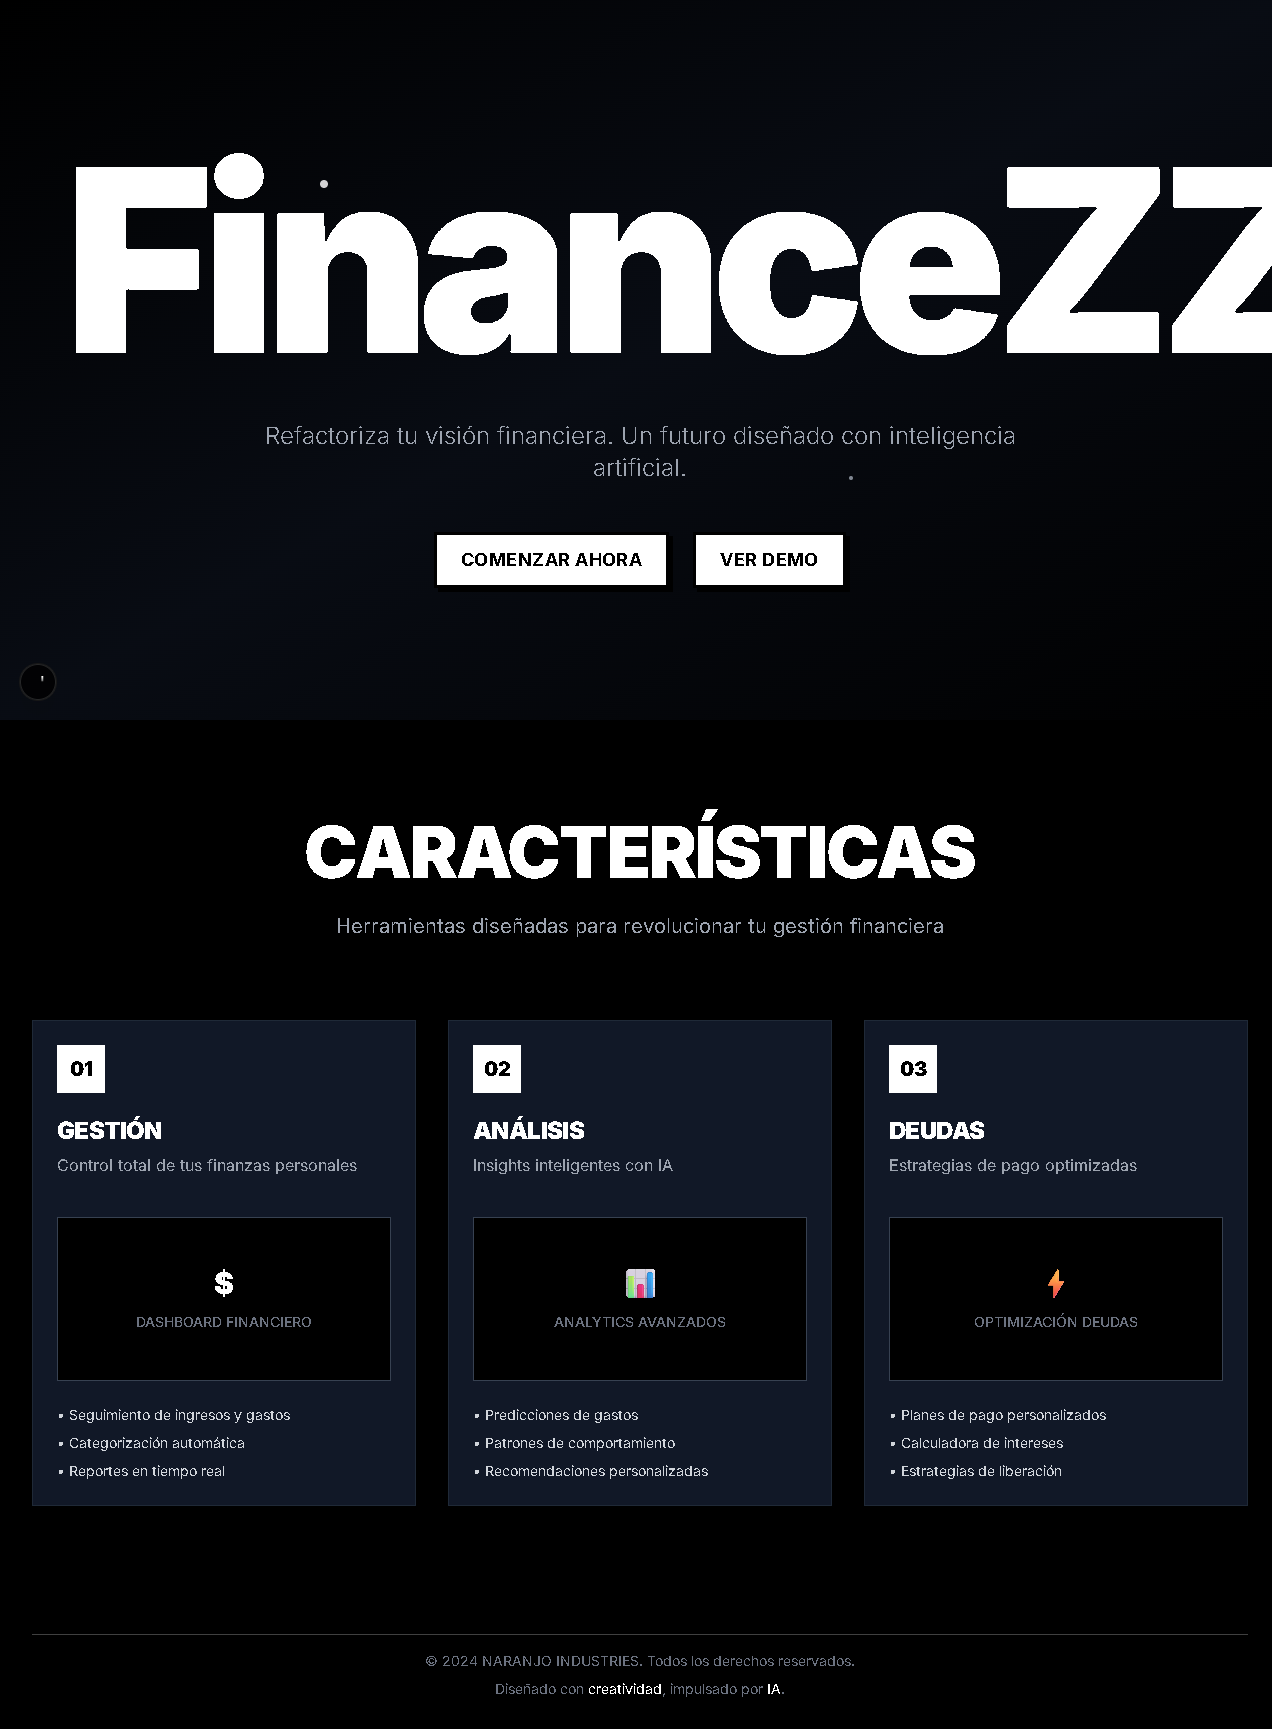 FinanceZZ
Refactoriza tu visión financiera. Un futuro diseñado con inteligencia
artificial.
COMENZAR AHORA
VER DEMO
CARACTERÍSTICAS
Herramientas diseñadas para revolucionar tu gestión financiera
01
GESTIÓN
Control total de tus finanzas personales
$
DASHBOARD FINANCIERO
• Seguimiento de ingresos y gastos
• Categorización automática
• Reportes en tiempo real
02
ANÁLISIS
Insights inteligentes con IA
ANALYTICS AVANZADOS
• Predicciones de gastos
• Patrones de comportamiento
• Recomendaciones personalizadas
03
DEUDAS
Estrategias de pago optimizadas
OPTIMIZACIÓN DEUDAS
• Planes de pago personalizados
• Calculadora de intereses
• Estrategias de liberación
© 2024 NARANJO INDUSTRIES. Todos los derechos reservados.
Diseñado con creatividad, impulsado por IA.